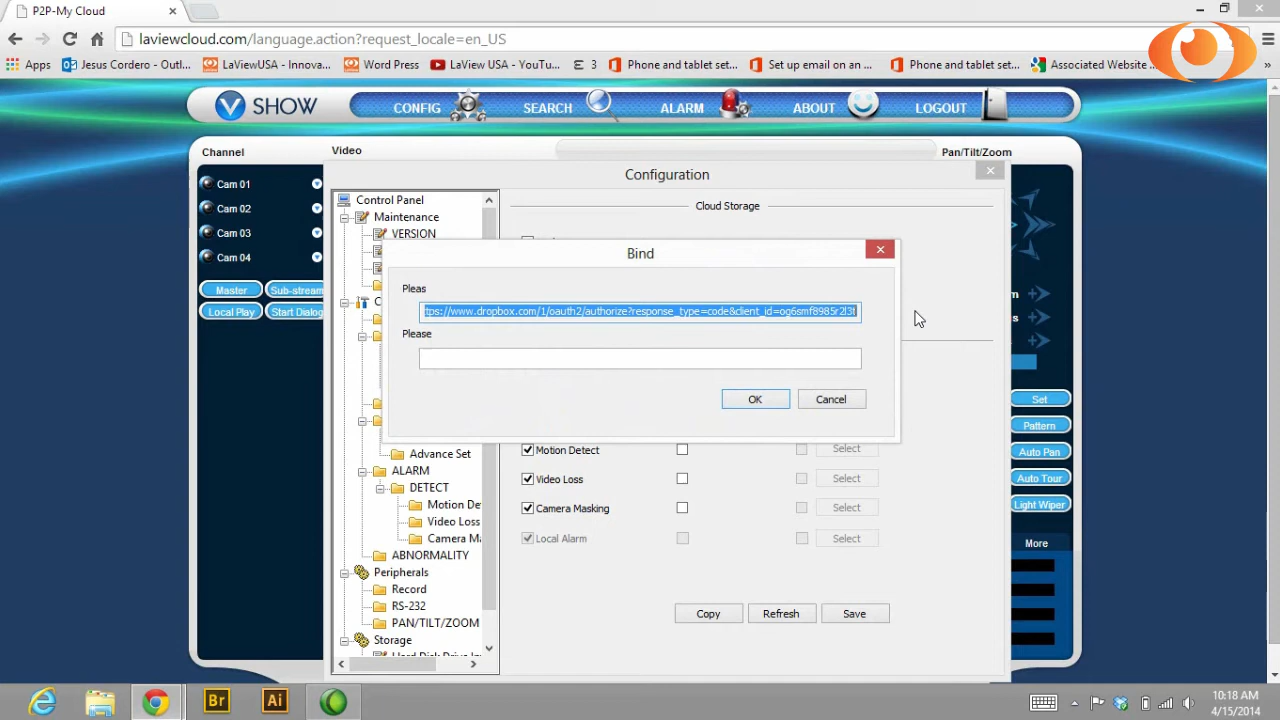 P2P-My Cloud
laviewcloud.com/language.action?request_locale=en_US
Apps Jesus Cordero - Outl... LaViewUSA - Innova... Word Press LaView USA - YouTu... 3 Phone and tablet set... Set up email on an ... Phone and tablet set... Associated Website ... »
V SHOW CONFIG SEARCH ALARM ABOUT LOGOUT
Channel Video Pan/Tilt/Zoom
Configuration
Cam 01
Cam 02
Cam 03
Cam 04
Master Sub-stream
Local Play Start Dialog
Control Panel
Maintenance
VERSION
Advance Set
ALARM
DETECT
Motion De
Video Loss
Camera M
ABNORMALITY
Peripherals
Record
RS-232
PAN/TILT/ZOOM
Storage
Cloud Storage
Bind
Pleas
tps://www.dropbox.com/1/oauth2/authorize?response_type=code&client_id=og6smf8985r2l3t
Please
OK Cancel
Motion Detect Select
Video Loss Select
Camera Masking Select
Local Alarm Select
Copy Refresh Save
Set
Pattern
Auto Pan
Auto Tour
Light Wiper
More
Br Ai
10:18 AM
4/15/2014